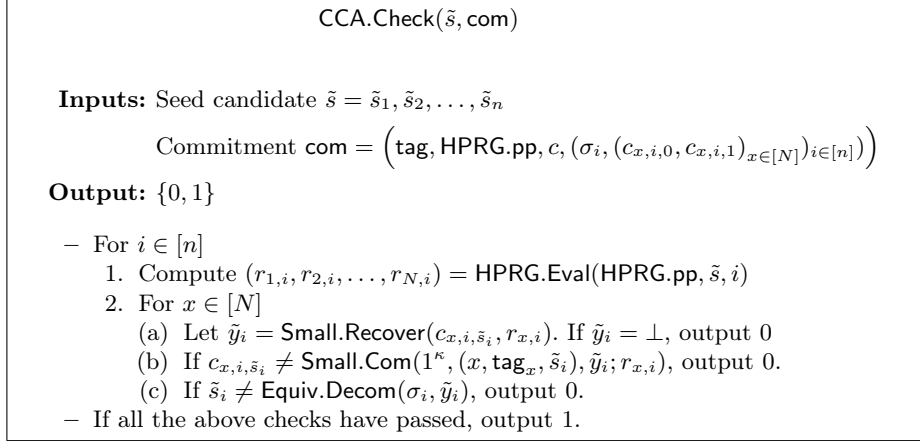 CCA.Check(s̃, com)
Inputs: Seed candidate s̃ = s̃₁, s̃₂, . . . , s̃ₙ
Commitment com = (tag, HPRG.pp, c, (σᵢ, (c_{x,i,0}, c_{x,i,1})_{x∈[N]})_{i∈[n]}))
Output: {0, 1}
– For i ∈ [n]
1. Compute (r_{1,i}, r_{2,i}, . . . , r_{N,i}) = HPRG.Eval(HPRG.pp, s̃, i)
2. For x ∈ [N]
(a) Let ỹᵢ = Small.Recover(c_{x,i,s̃ᵢ}, r_{x,i}). If ỹᵢ = ⊥, output 0
(b) If c_{x,i,s̃ᵢ} ≠ Small.Com(1^κ, (x, tagₓ, s̃ᵢ), ỹᵢ; r_{x,i}), output 0.
(c) If s̃ᵢ ≠ Equiv.Decom(σᵢ, ỹᵢ), output 0.
– If all the above checks have passed, output 1.